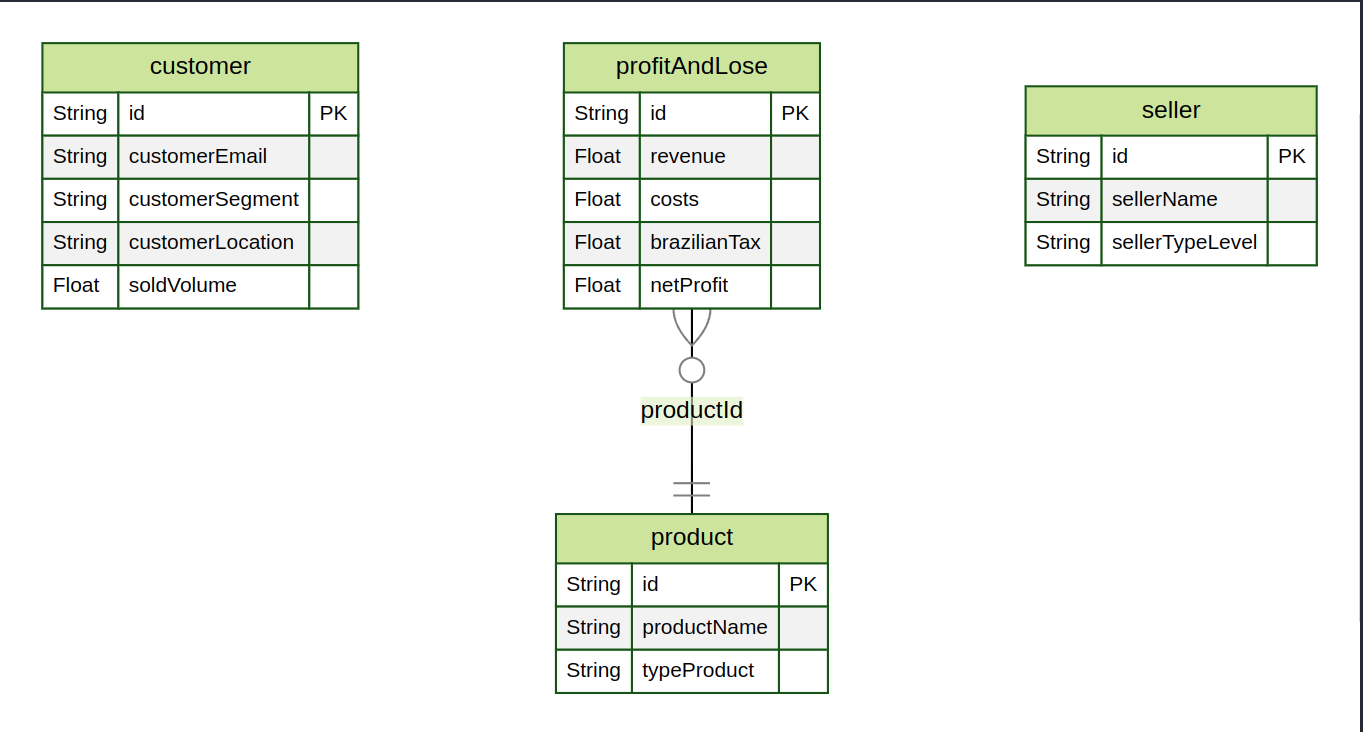 customer
String id PK
String customerEmail
String customerSegment
String customerLocation
Float soldVolume
profitAndLose
String id PK
Float revenue
Float costs
Float brazilianTax
Float netProfit
seller
String id PK
String sellerName
String sellerTypeLevel
productId
product
String id PK
String productName
String typeProduct